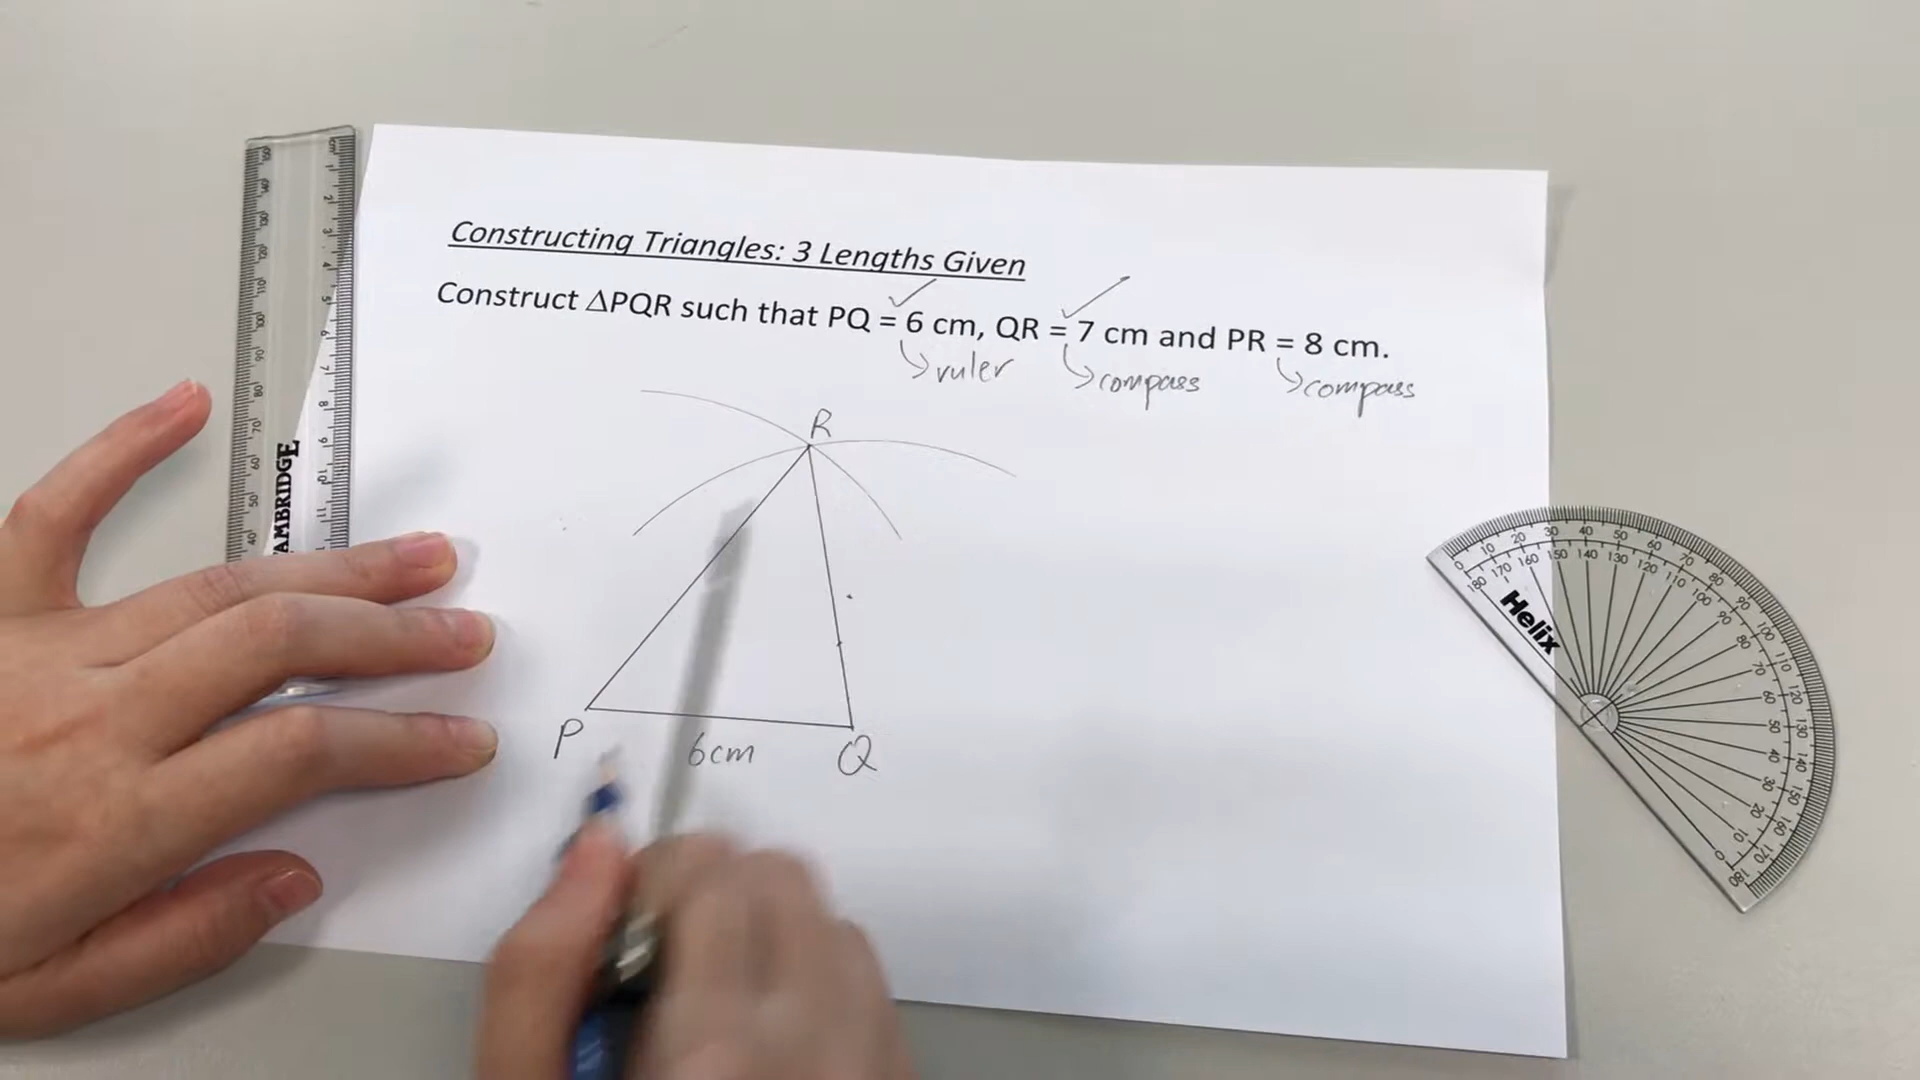 Constructing Triangles: 3 Lengths Given
Construct ΔPQR such that PQ = 6 cm, QR = 7 cm and PR = 8 cm.
ruler compass compass
R
P 6cm Q
Helix